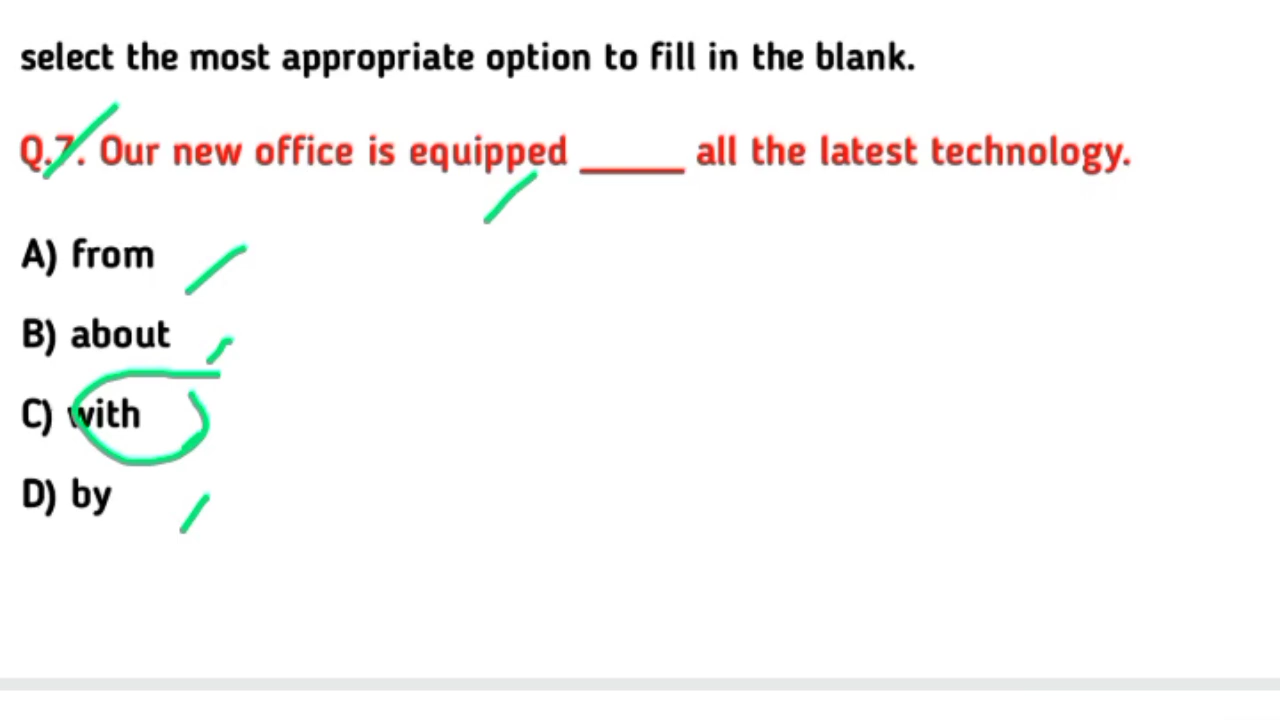 select the most appropriate option to fill in the blank.
Q.7. Our new office is equipped _____ all the latest technology.
A) from
B) about
C) with
D) by